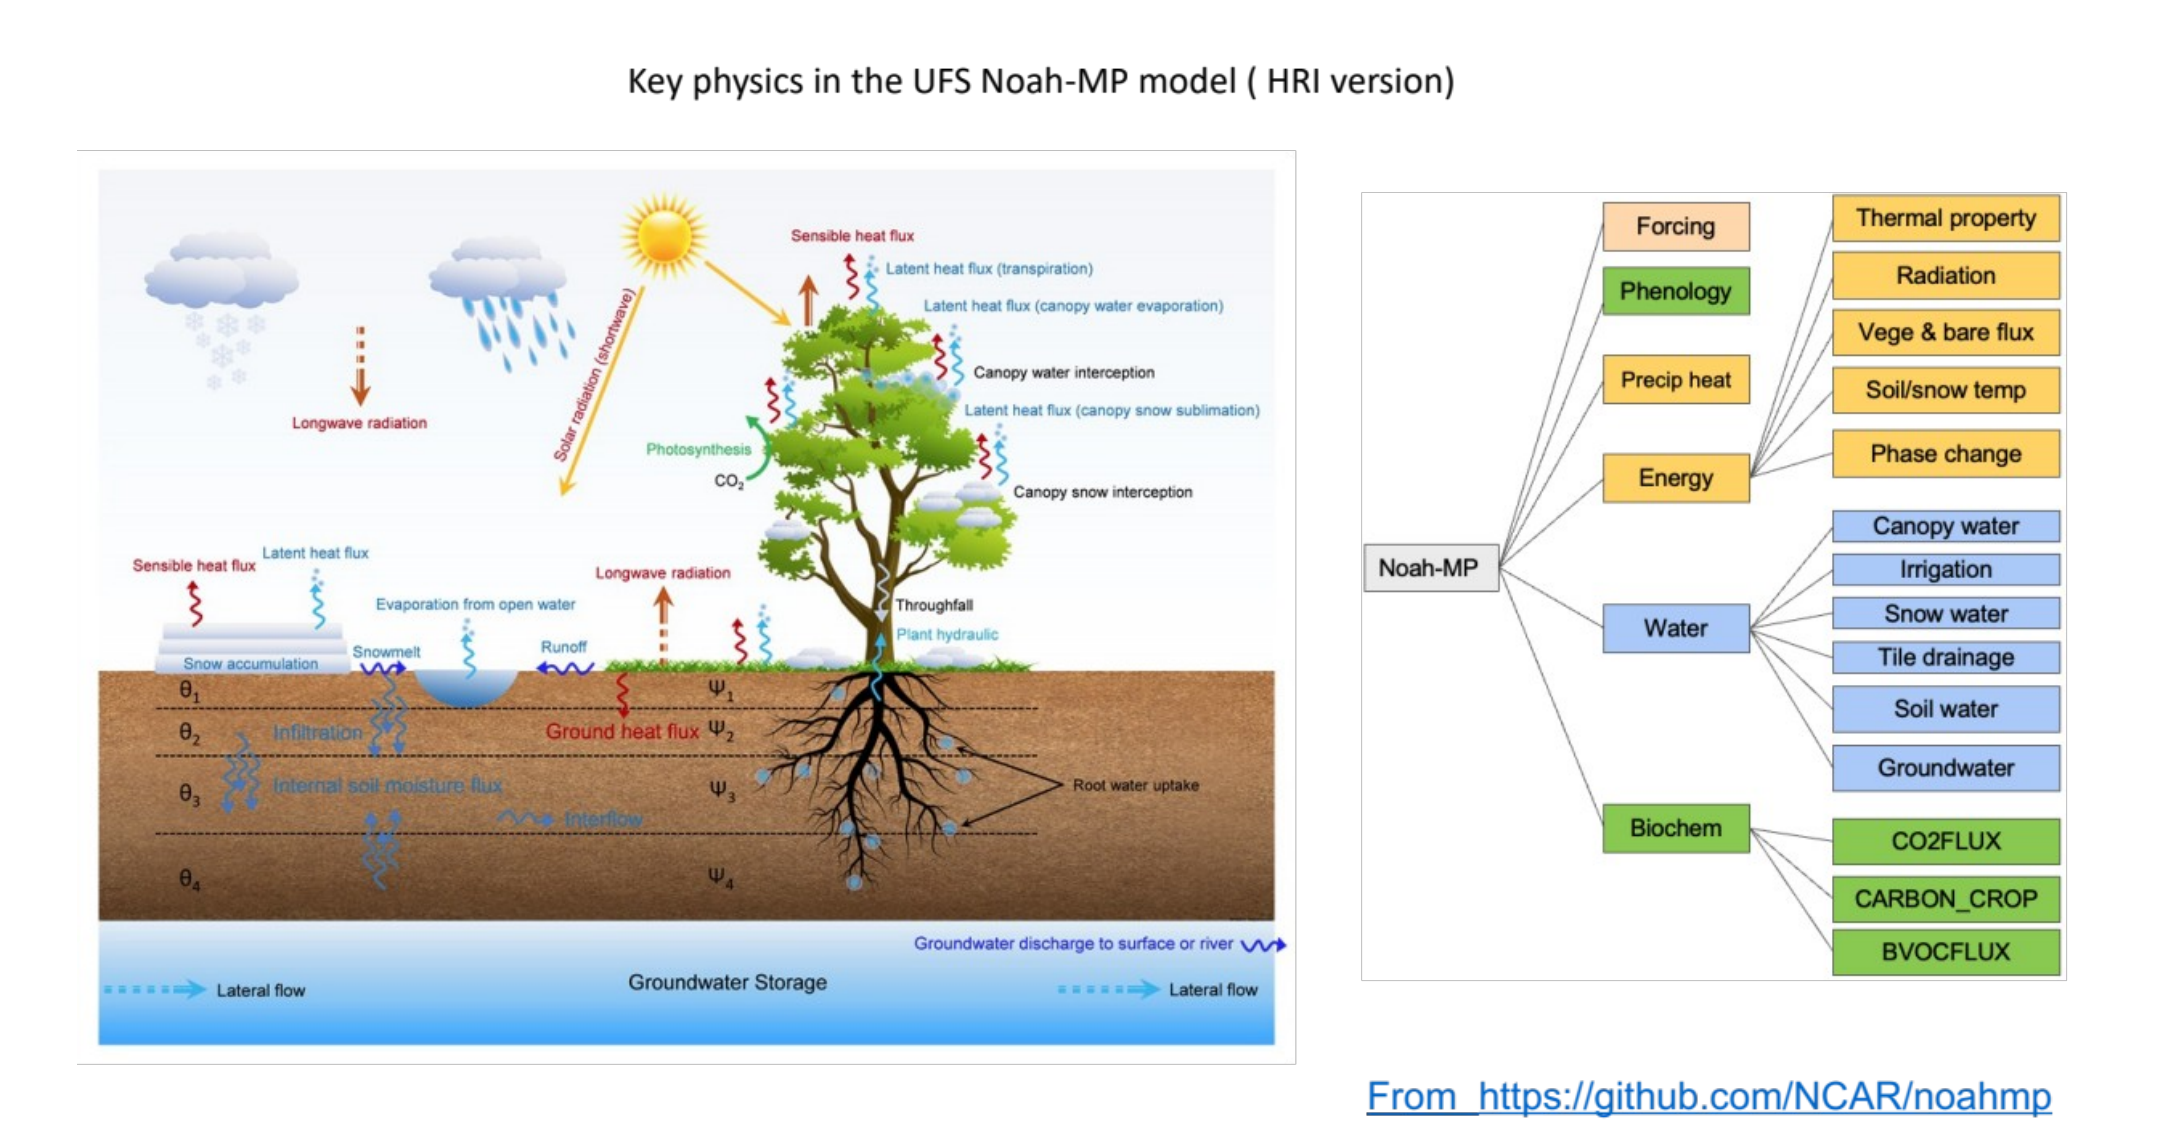 Key physics in the UFS Noah-MP model ( HRI version)
Sensible heat flux
Latent heat flux (transpiration)
Latent heat flux (canopy water evaporation)
Canopy water interception
Latent heat flux (canopy snow sublimation)
Canopy snow interception
Longwave radiation
Solar radiation (shortwave)
Photosynthesis
CO₂
Sensible heat flux
Latent heat flux
Longwave radiation
Evaporation from open water
Throughfall
Plant hydraulic
Snow accumulation
Snowmelt
Runoff
θ₁
Ψ₁
θ₂
Infiltration
Ground heat flux
Ψ₂
θ₃
Internal soil moisture flux
Ψ₃
Root water uptake
Interflow
θ₄
Ψ₄
Groundwater discharge to surface or river
Groundwater Storage
Lateral flow
Lateral flow
Noah-MP
Forcing
Phenology
Precip heat
Energy
Water
Biochem
Thermal property
Radiation
Vege & bare flux
Soil/snow temp
Phase change
Canopy water
Irrigation
Snow water
Tile drainage
Soil water
Groundwater
CO2FLUX
CARBON_CROP
BVOCFLUX
From https://github.com/NCAR/noahmp